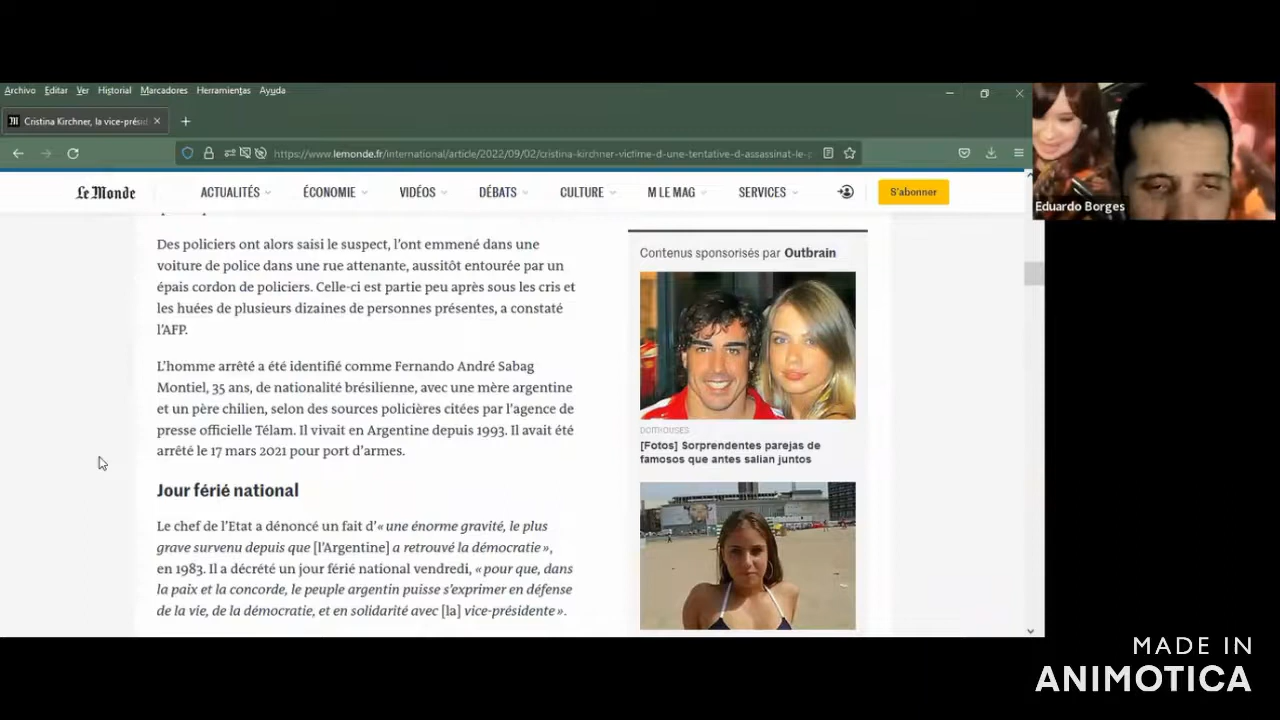 Archivo Editar Ver Historial Marcadores Herramientas Ayuda
Cristina Kirchner, la vice-présid
https://www.lemonde.fr/international/article/2022/09/02/cristina-kirchner-victime-d-une-tentative-d-assassinat-le-p
Le Monde
ACTUALITÉS ÉCONOMIE VIDÉOS DÉBATS CULTURE M LE MAG SERVICES S'abonner
Eduardo Borges
Des policiers ont alors saisi le suspect, l'ont emmené dans une
voiture de police dans une rue attenante, aussitôt entourée par un
épais cordon de policiers. Celle-ci est partie peu après sous les cris et
les huées de plusieurs dizaines de personnes présentes, a constaté
l'AFP.
L'homme arrêté a été identifié comme Fernando André Sabag
Montiel, 35 ans, de nationalité brésilienne, avec une mère argentine
et un père chilien, selon des sources policières citées par l'agence de
presse officielle Télam. Il vivait en Argentine depuis 1993. Il avait été
arrêté le 17 mars 2021 pour port d'armes.
Jour férié national
Le chef de l'Etat a dénoncé un fait d'« une énorme gravité, le plus
grave survenu depuis que [l'Argentine] a retrouvé la démocratie »,
en 1983. Il a décrété un jour férié national vendredi, « pour que, dans
la paix et la concorde, le peuple argentin puisse s'exprimer en défense
de la vie, de la démocratie, et en solidarité avec [la] vice-présidente ».
Contenus sponsorisés par Outbrain
DOITHOUSES
[Fotos] Sorprendentes parejas de
famosos que antes salían juntos
MADE IN
ANIMOTICA